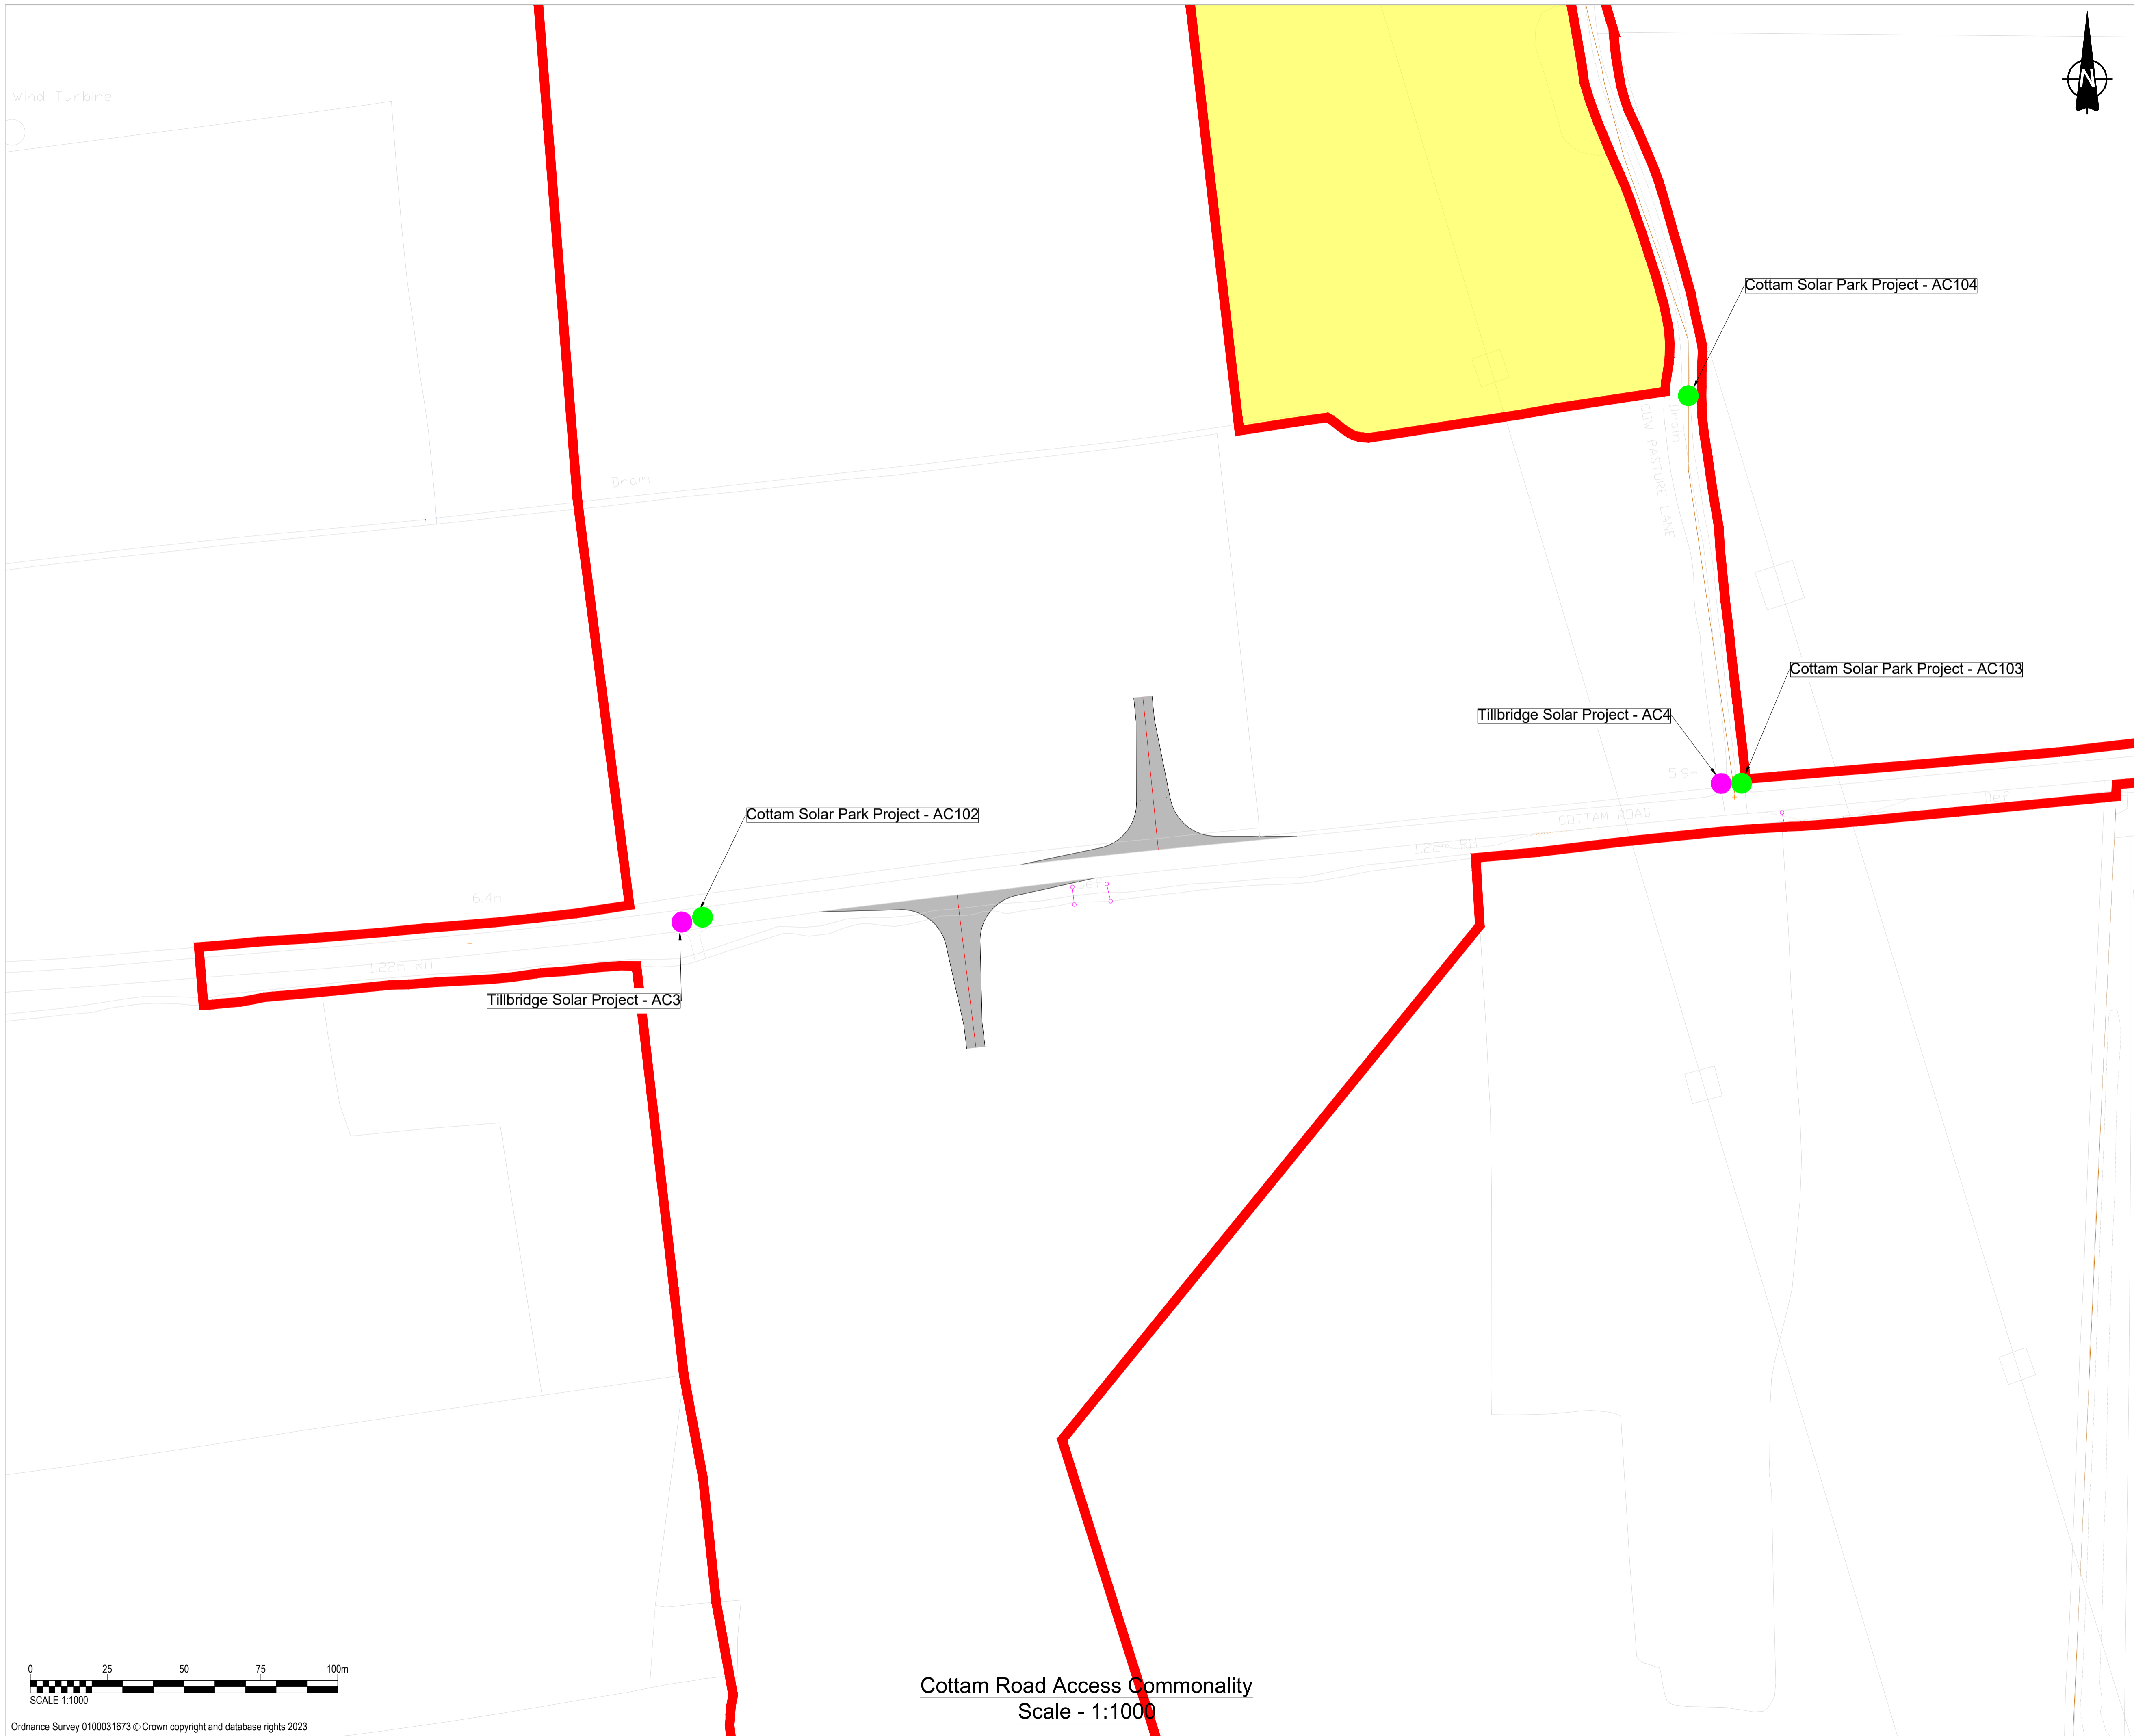 Wind Turbine
N
Cottam Solar Park Project - AC104
Drain
COW PASTURE LANE
Drain
Cottam Solar Park Project - AC103
Tillbridge Solar Project - AC4
5.9m
Def
COTTAM ROAD
1.22m RH
Cottam Solar Park Project - AC102
Def
6.4m
1.22m RH
Tillbridge Solar Project - AC3
0 25 50 75 100m
SCALE 1:1000
Cottam Road Access Commonality
Scale - 1:1000
Ordnance Survey 0100031673 © Crown copyright and database rights 2023